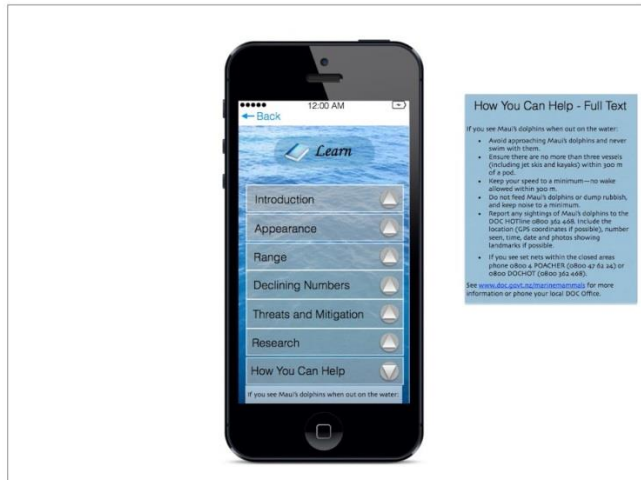 12:00 AM
Back
Learn
Introduction
Appearance
Range
Declining Numbers
Threats and Mitigation
Research
How You Can Help
If you see Maui's dolphins when out on the water:
How You Can Help - Full Text
If you see Maui's dolphins when out on the water:
• Avoid approaching Maui's dolphins and never
swim with them.
• Ensure there are no more than three vessels
(including jet skis and kayaks) within 300 m
of a pod.
• Keep your speed to a minimum—no wake
allowed within 300 m.
• Do not feed Maui's dolphins or dump rubbish,
and keep noise to a minimum.
• Report any sightings of Maui's dolphins to the
DOC HOTline 0800 362 468. Include the
location (GPS coordinates if possible), number
seen, time, date and photos showing
landmarks if possible.
• If you see set nets within the closed areas
phone 0800 4 POACHER (0800 47 62 24) or
0800 DOCHOT (0800 362 468).
See www.doc.govt.nz/marinemammals for more
information or phone your local DOC Office.